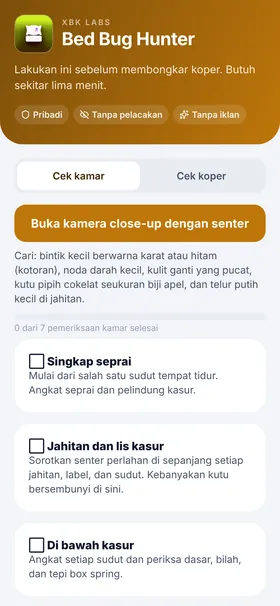 XBK LABS
Bed Bug Hunter
Lakukan ini sebelum membongkar koper. Butuh
sekitar lima menit.
Pribadi
Tanpa pelacakan
Tanpa iklan
Cek kamar
Cek koper
Buka kamera close-up dengan senter
Cari: bintik kecil berwarna karat atau hitam
(kotoran), noda darah kecil, kulit ganti yang pucat,
kutu pipih cokelat seukuran biji apel, dan telur putih
kecil di jahitan.
0 dari 7 pemeriksaan kamar selesai
Singkap seprai
Mulai dari salah satu sudut tempat tidur.
Angkat seprai dan pelindung kasur.
Jahitan dan lis kasur
Sorotkan senter perlahan di sepanjang setiap
jahitan, label, dan sudut. Kebanyakan kutu
bersembunyi di sini.
Di bawah kasur
Angkat setiap sudut dan periksa dasar, bilah,
dan tepi box spring.